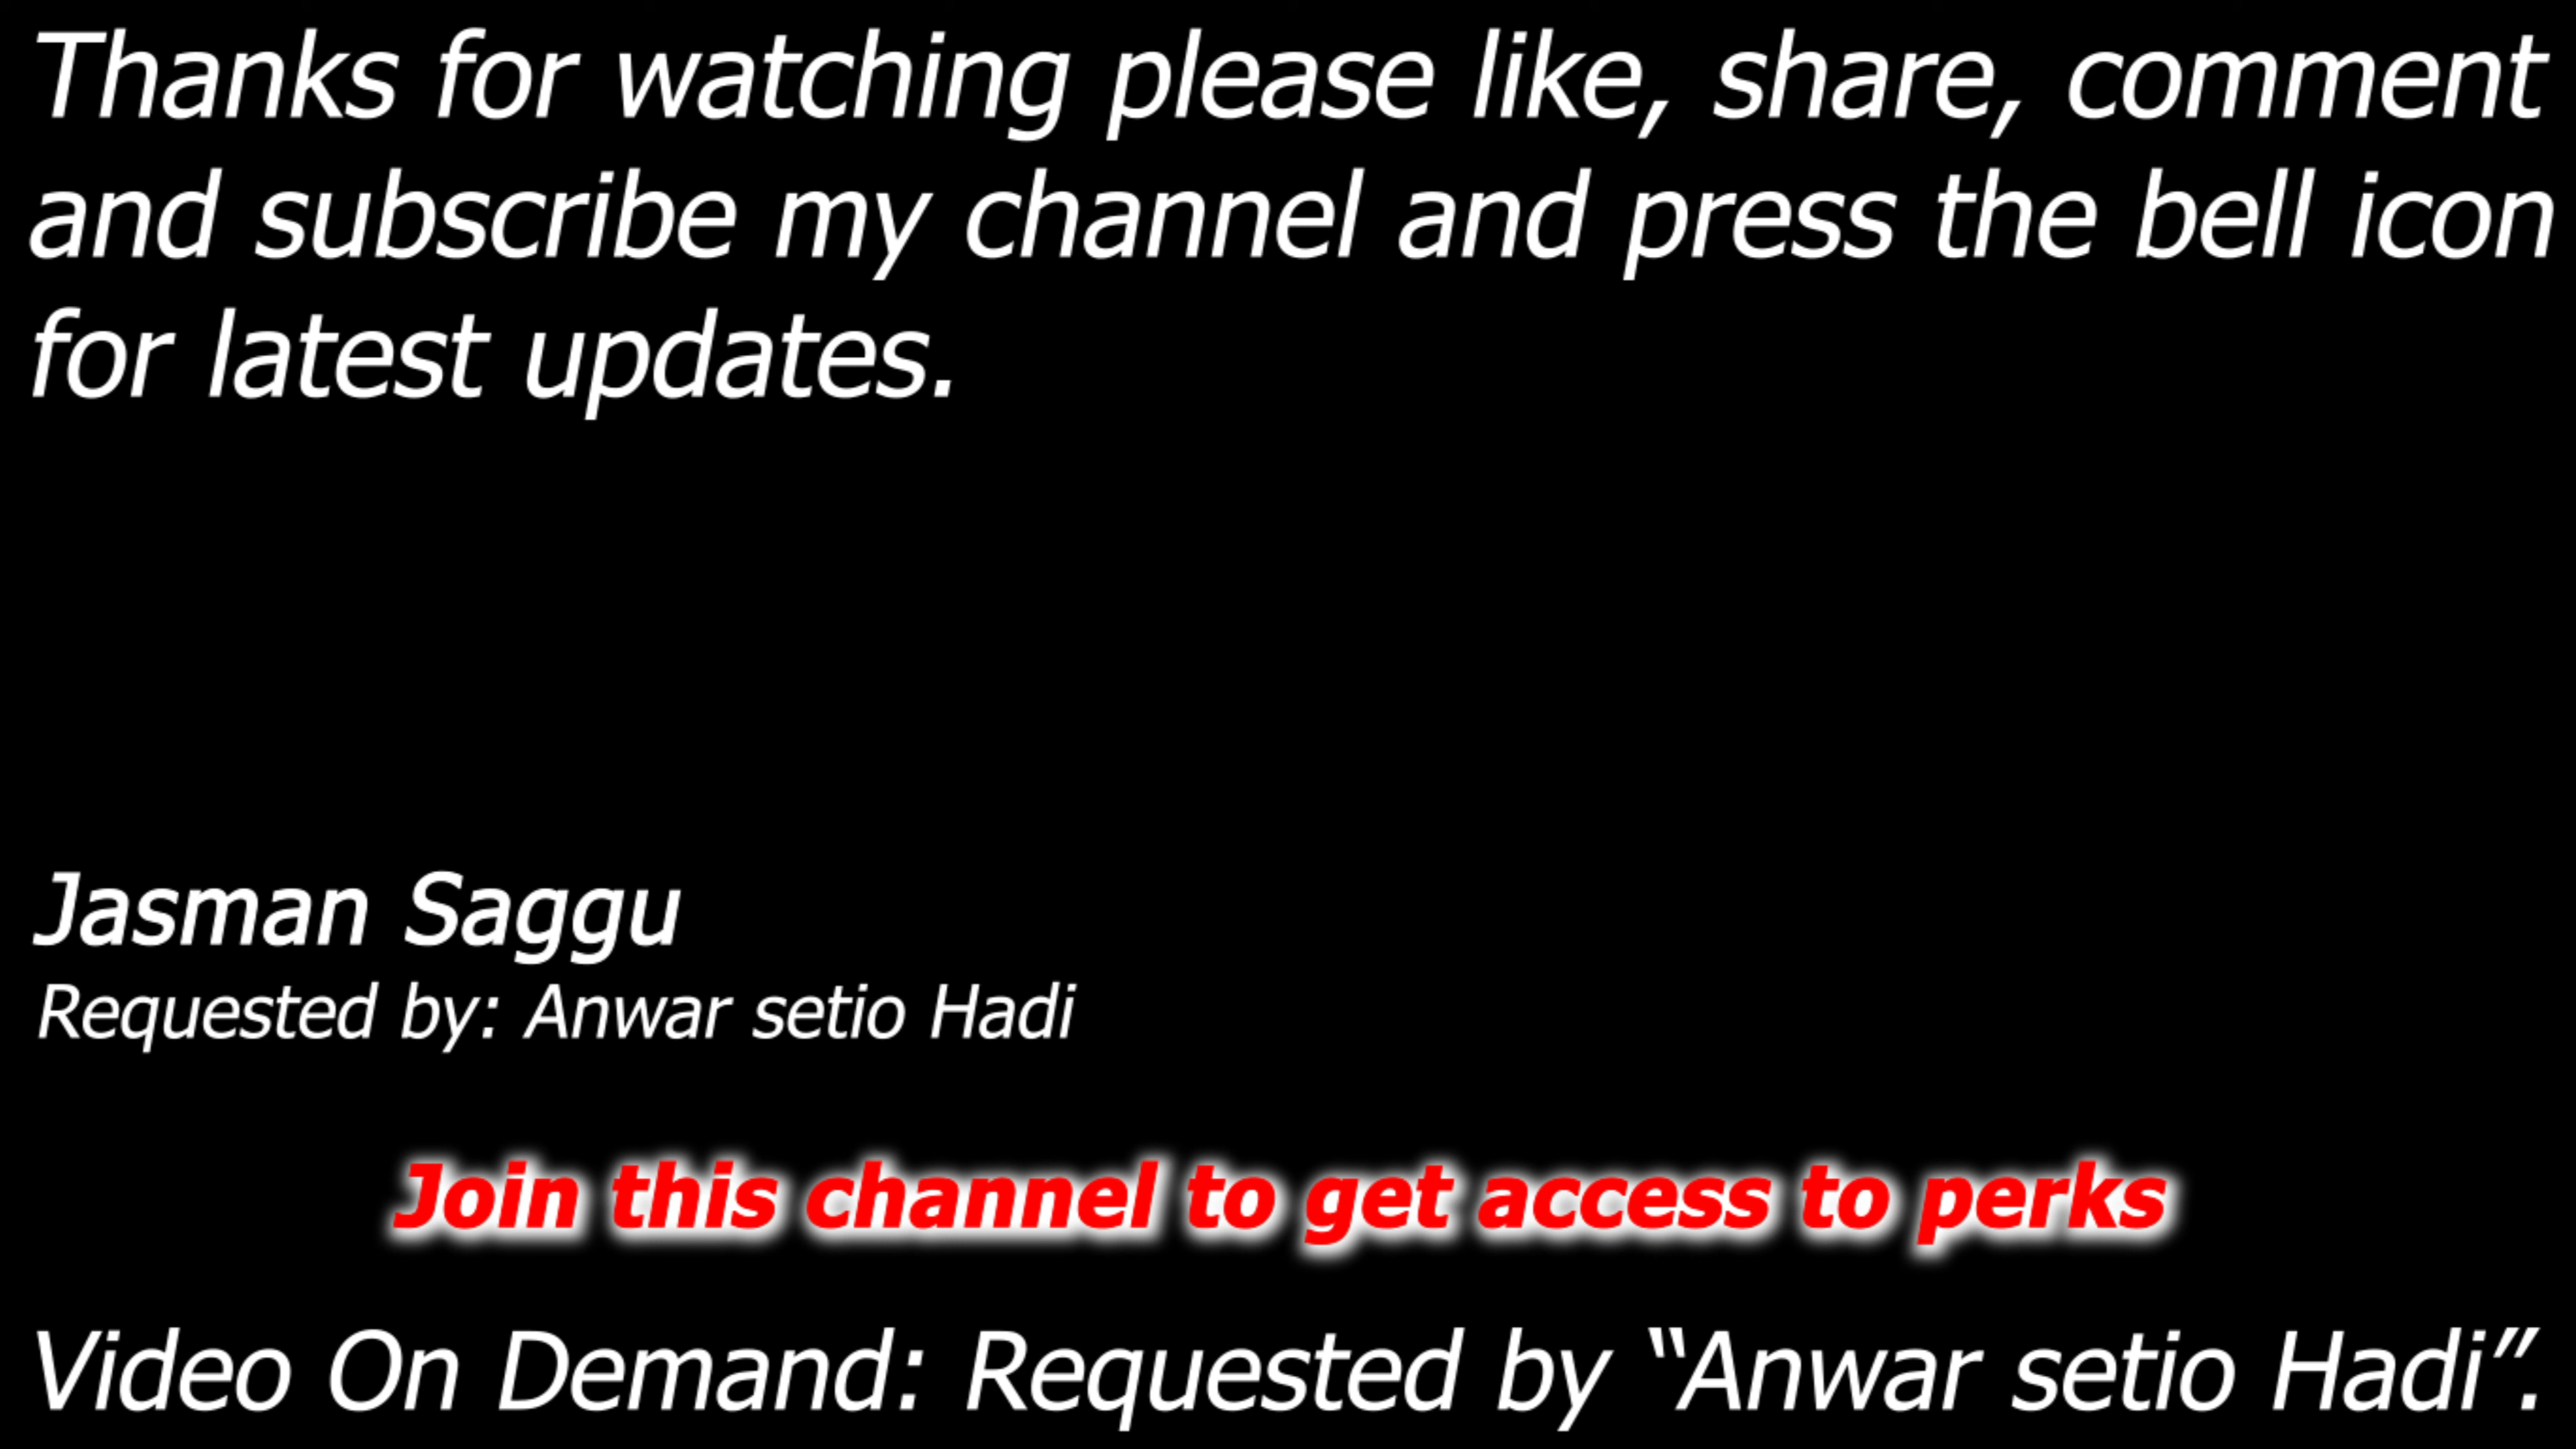 Thanks for watching please like, share, comment
and subscribe my channel and press the bell icon
for latest updates.
Jasman Saggu
Requested by: Anwar setio Hadi
Join this channel to get access to perks
Video On Demand: Requested by “Anwar setio Hadi”.